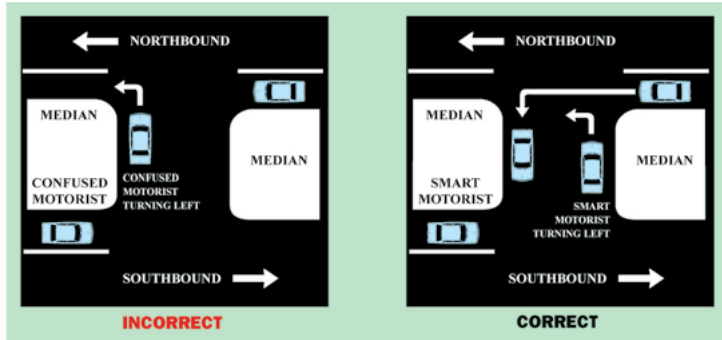 NORTHBOUND
MEDIAN
CONFUSED
MOTORIST
CONFUSED
MOTORIST
TURNING LEFT
MEDIAN
SOUTHBOUND
INCORRECT
NORTHBOUND
MEDIAN
SMART
MOTORIST
SMART
MOTORIST
TURNING LEFT
MEDIAN
SOUTHBOUND
CORRECT